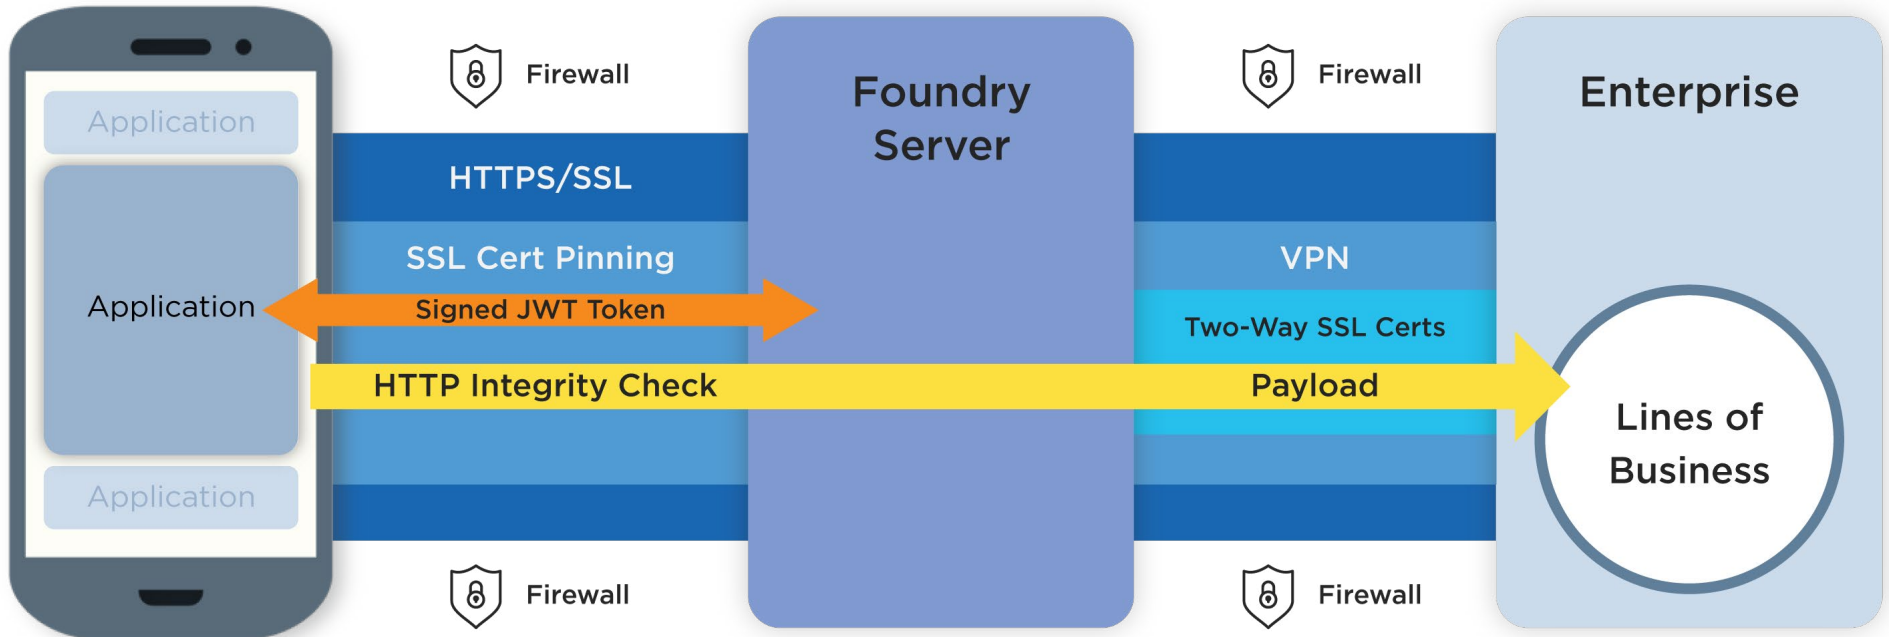 Application
Application
Application
Firewall
HTTPS/SSL
SSL Cert Pinning
Signed JWT Token
HTTP Integrity Check
Firewall
Foundry
Server
Firewall
VPN
Two-Way SSL Certs
Payload
Firewall
Enterprise
Lines of
Business